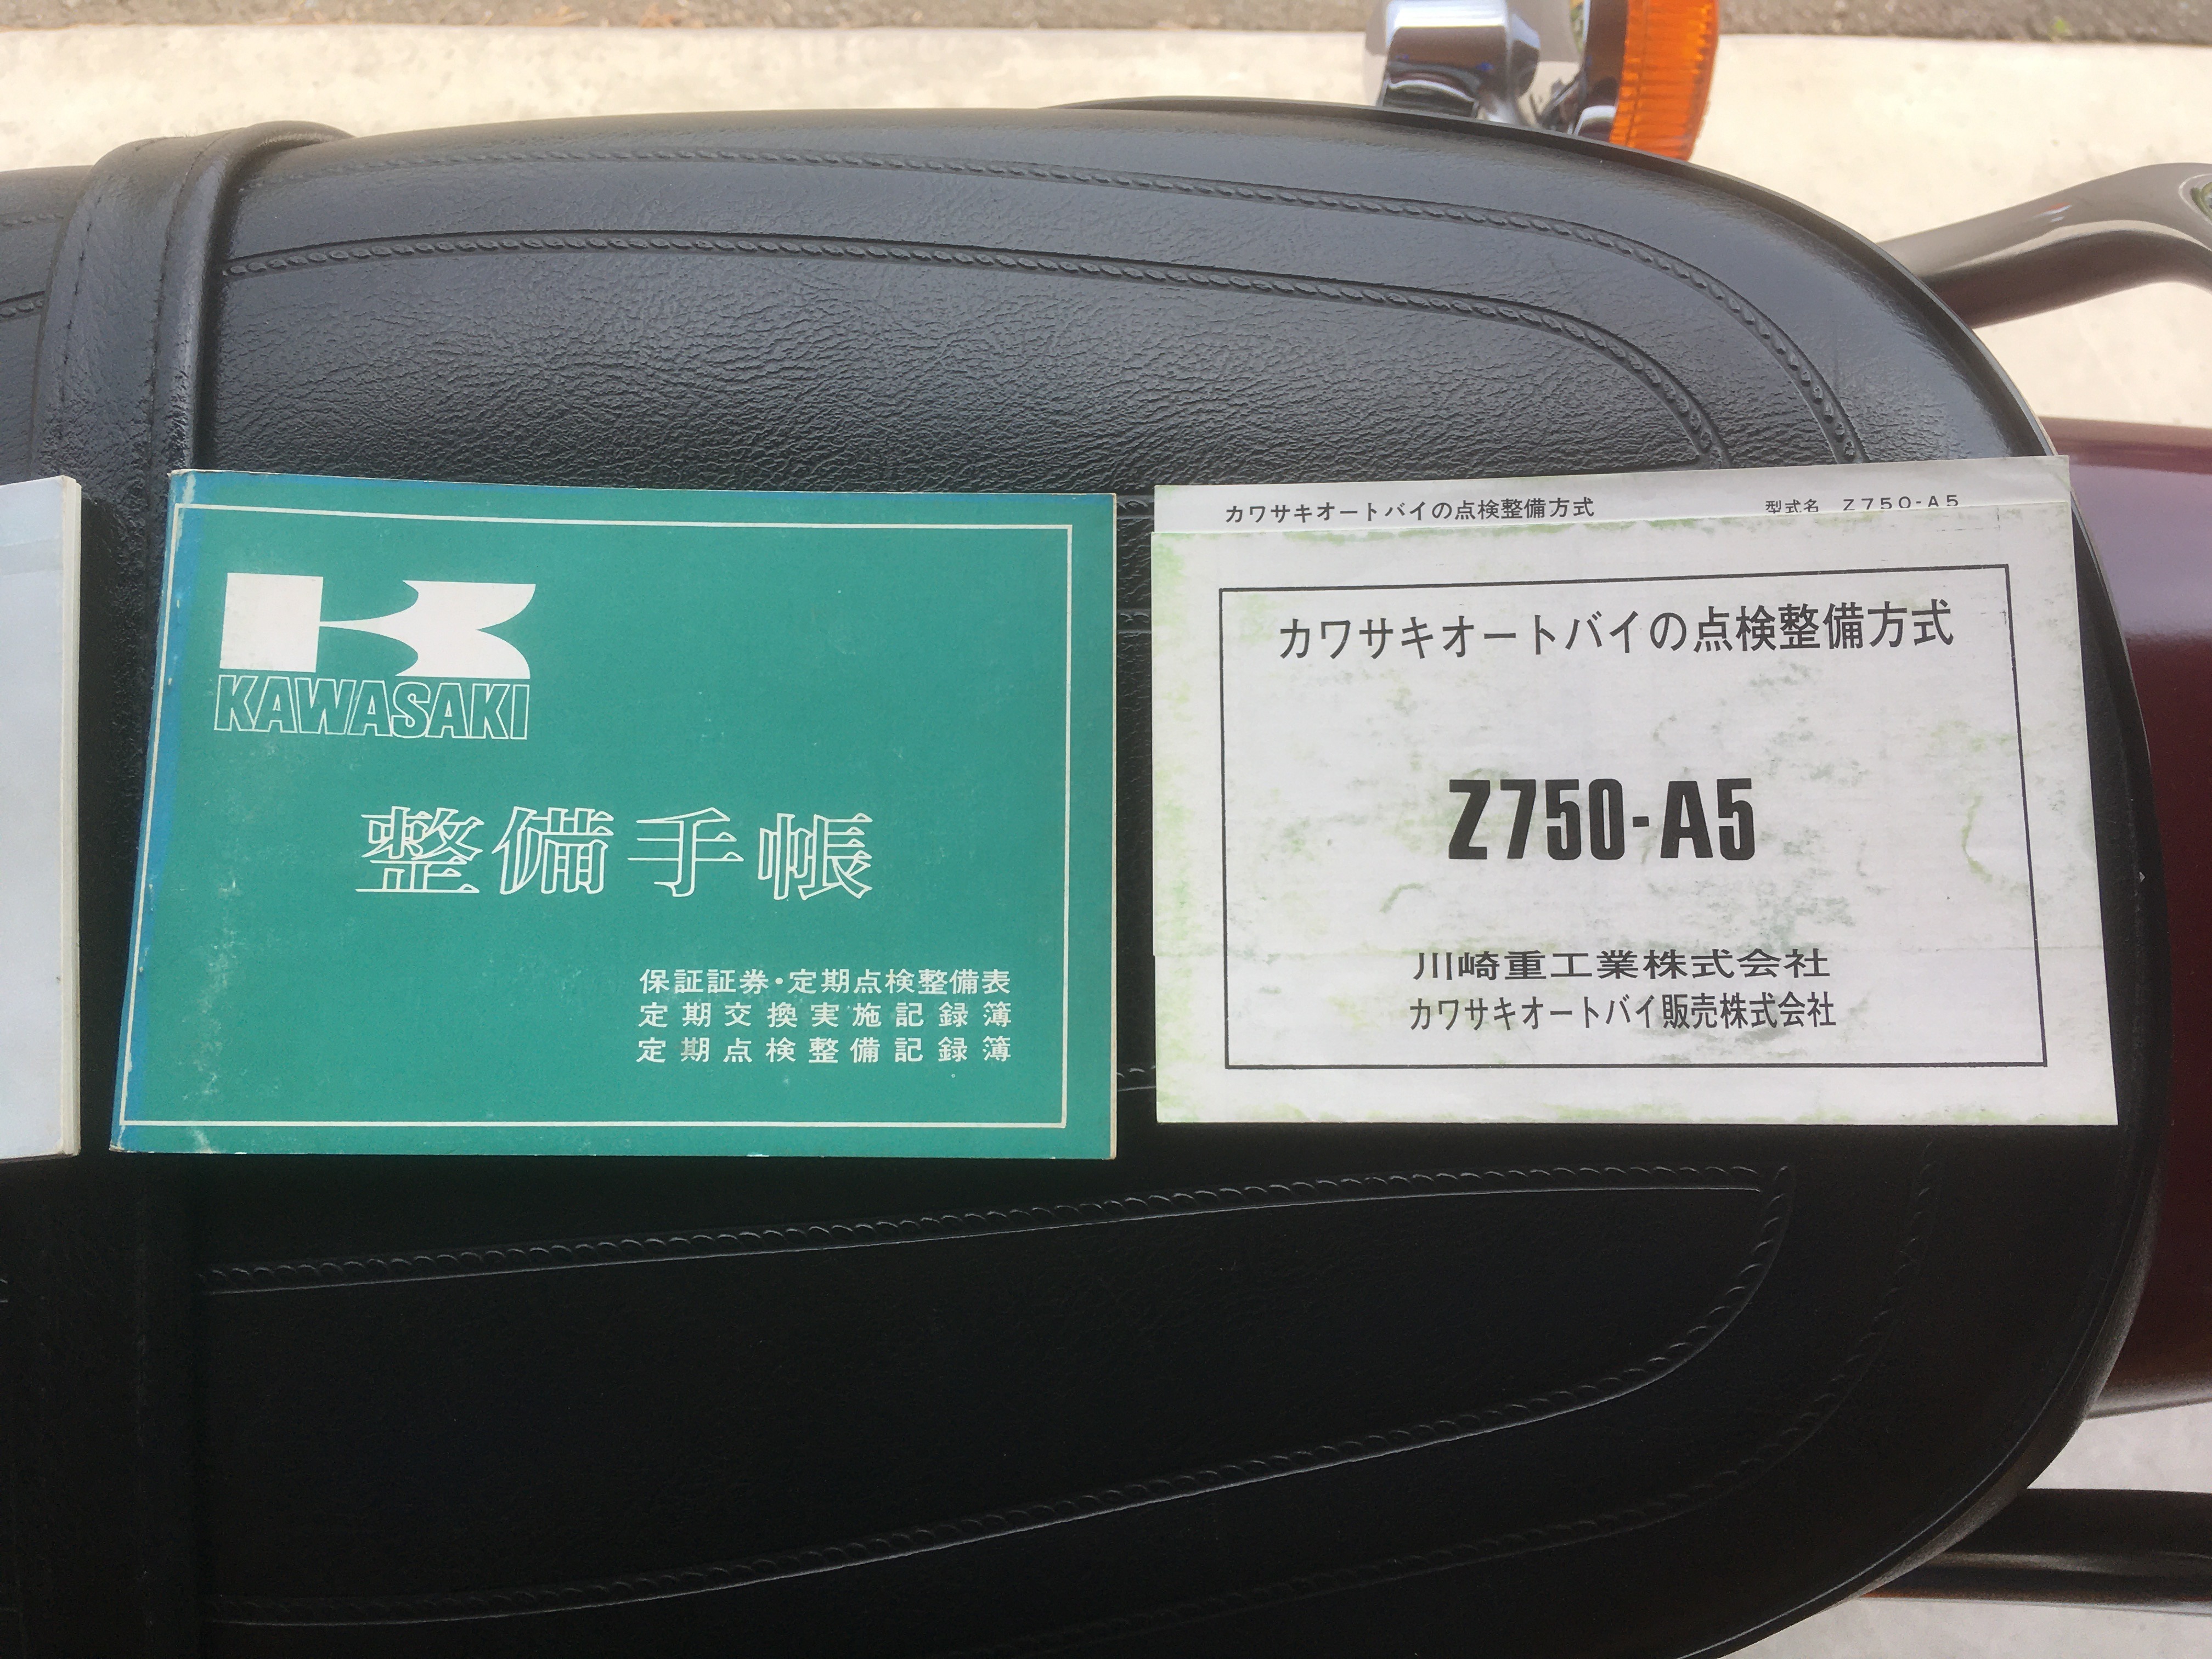 KAWASAKI
整備手帳
保証証券・定期点検整備表
定期交換実施記録簿
定期点検整備記録簿
カワサキオートバイの点検整備方式 型式名 Z750-A5
カワサキオートバイの点検整備方式
Z750-A5
川崎重工業株式会社
カワサキオートバイ販売株式会社